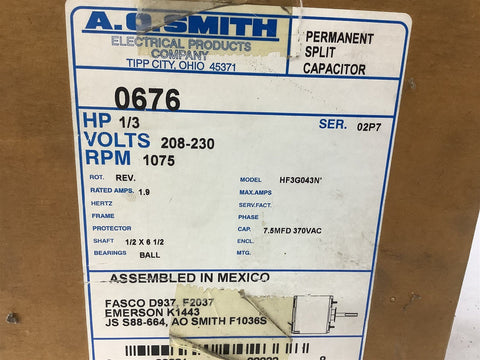 A.O.SMITH
ELECTRICAL PRODUCTS
COMPANY
TIPP CITY, OHIO 45371
PERMANENT
SPLIT
CAPACITOR
0676
HP 1/3
SER. 02P7
VOLTS 208-230
RPM 1075
ROT. REV.
MODEL HF3G043N'
RATED AMPS. 1.9
MAX.AMPS
HERTZ
SERV.FACT.
FRAME
PHASE
PROTECTOR
CAP. 7.5MFD 370VAC
SHAFT 1/2 X 6 1/2
ENCL.
BEARINGS BALL
MTG.
ASSEMBLED IN MEXICO
FASCO D937, F2037
EMERSON K1443
JS S88-664, AO SMITH F1036S